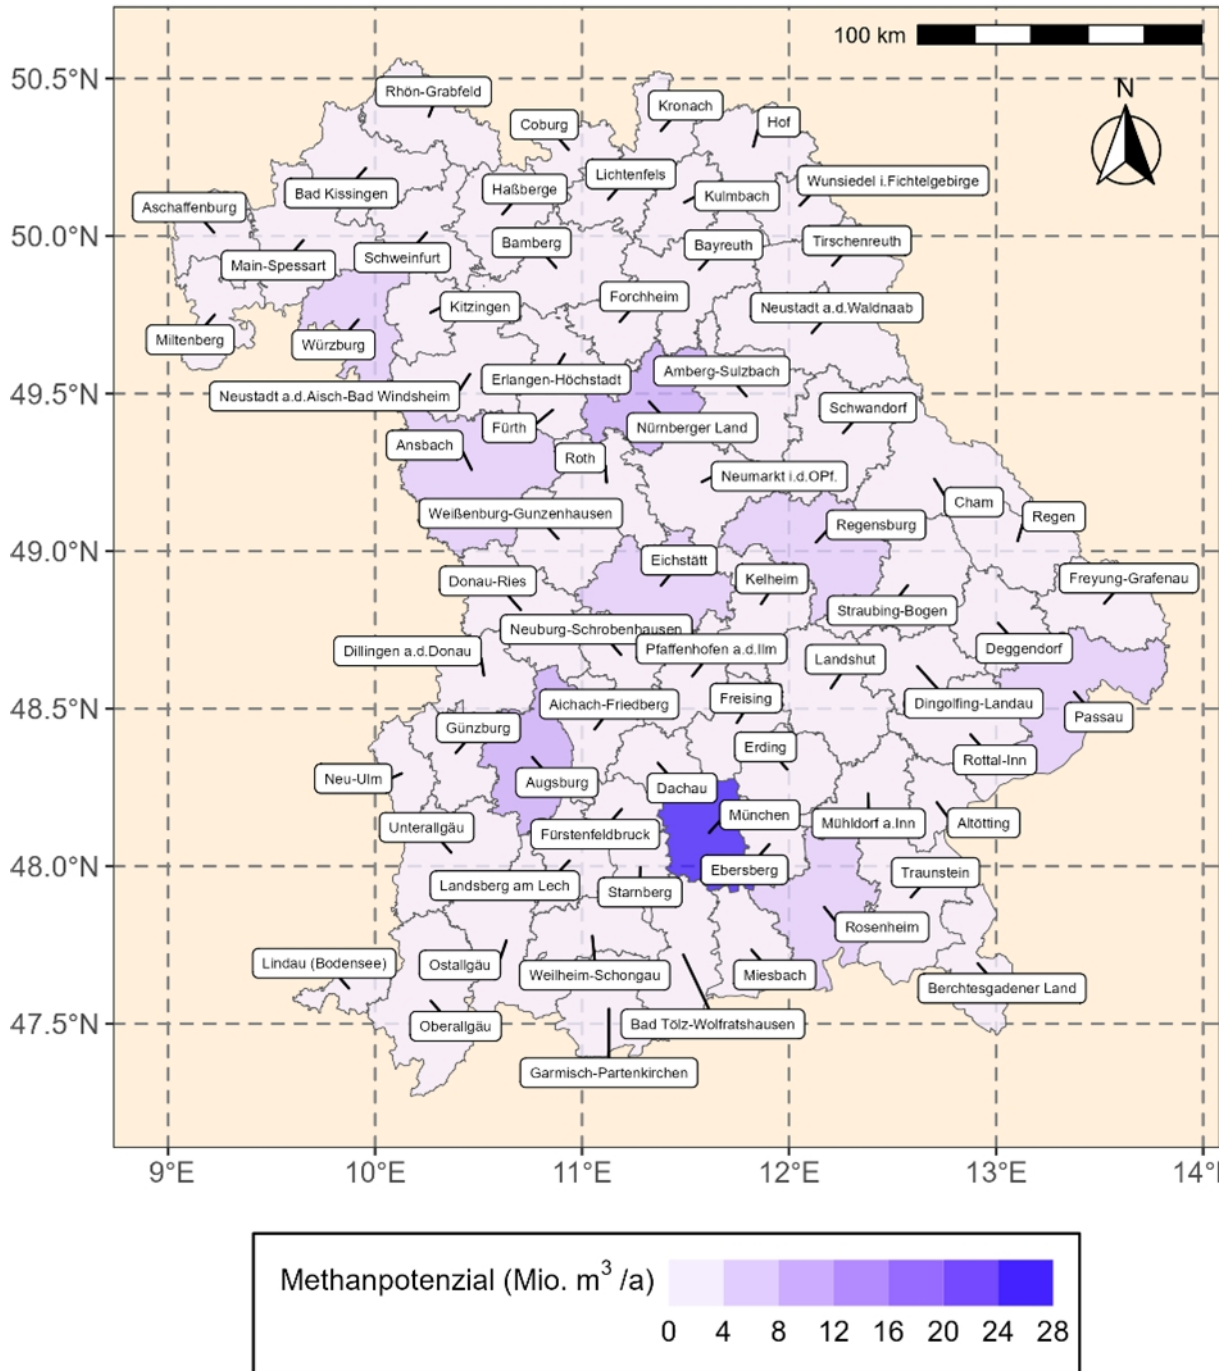 100 km
N
50.5°N
50.0°N
49.5°N
49.0°N
48.5°N
48.0°N
47.5°N
Rhön-Grabfeld
Kronach
Coburg
Hof
Lichtenfels
Wunsiedel i.Fichtelgebirge
Haßberge
Bad Kissingen
Kulmbach
Aschaffenburg
Bamberg
Bayreuth
Tirschenreuth
Schweinfurt
Main-Spessart
Forchheim
Kitzingen
Neustadt a.d.Waldnaab
Miltenberg
Würzburg
Amberg-Sulzbach
Erlangen-Höchstadt
Neustadt a.d.Aisch-Bad Windsheim
Schwandorf
Fürth
Nürnberger Land
Ansbach
Roth
Neumarkt i.d.OPf.
Cham
Weißenburg-Gunzenhausen
Regen
Regensburg
Eichstätt
Donau-Ries
Kelheim
Freyung-Grafenau
Straubing-Bogen
Neuburg-Schrobenhausen
Dillingen a.d.Donau
Pfaffenhofen a.d.Ilm
Deggendorf
Landshut
Freising
Aichach-Friedberg
Dingolfing-Landau
Passau
Günzburg
Erding
Rottal-Inn
Neu-Ulm
Augsburg
Dachau
München
Mühldorf a.Inn
Altötting
Unterallgäu
Fürstenfeldbruck
Ebersberg
Traunstein
Landsberg am Lech
Starnberg
Rosenheim
Lindau (Bodensee)
Ostallgäu
Weilheim-Schongau
Miesbach
Berchtesgadener Land
Oberallgäu
Bad Tölz-Wolfratshausen
Garmisch-Partenkirchen
9°E 10°E 11°E 12°E 13°E 14°
Methanpotenzial (Mio. m³ /a)
0 4 8 12 16 20 24 28